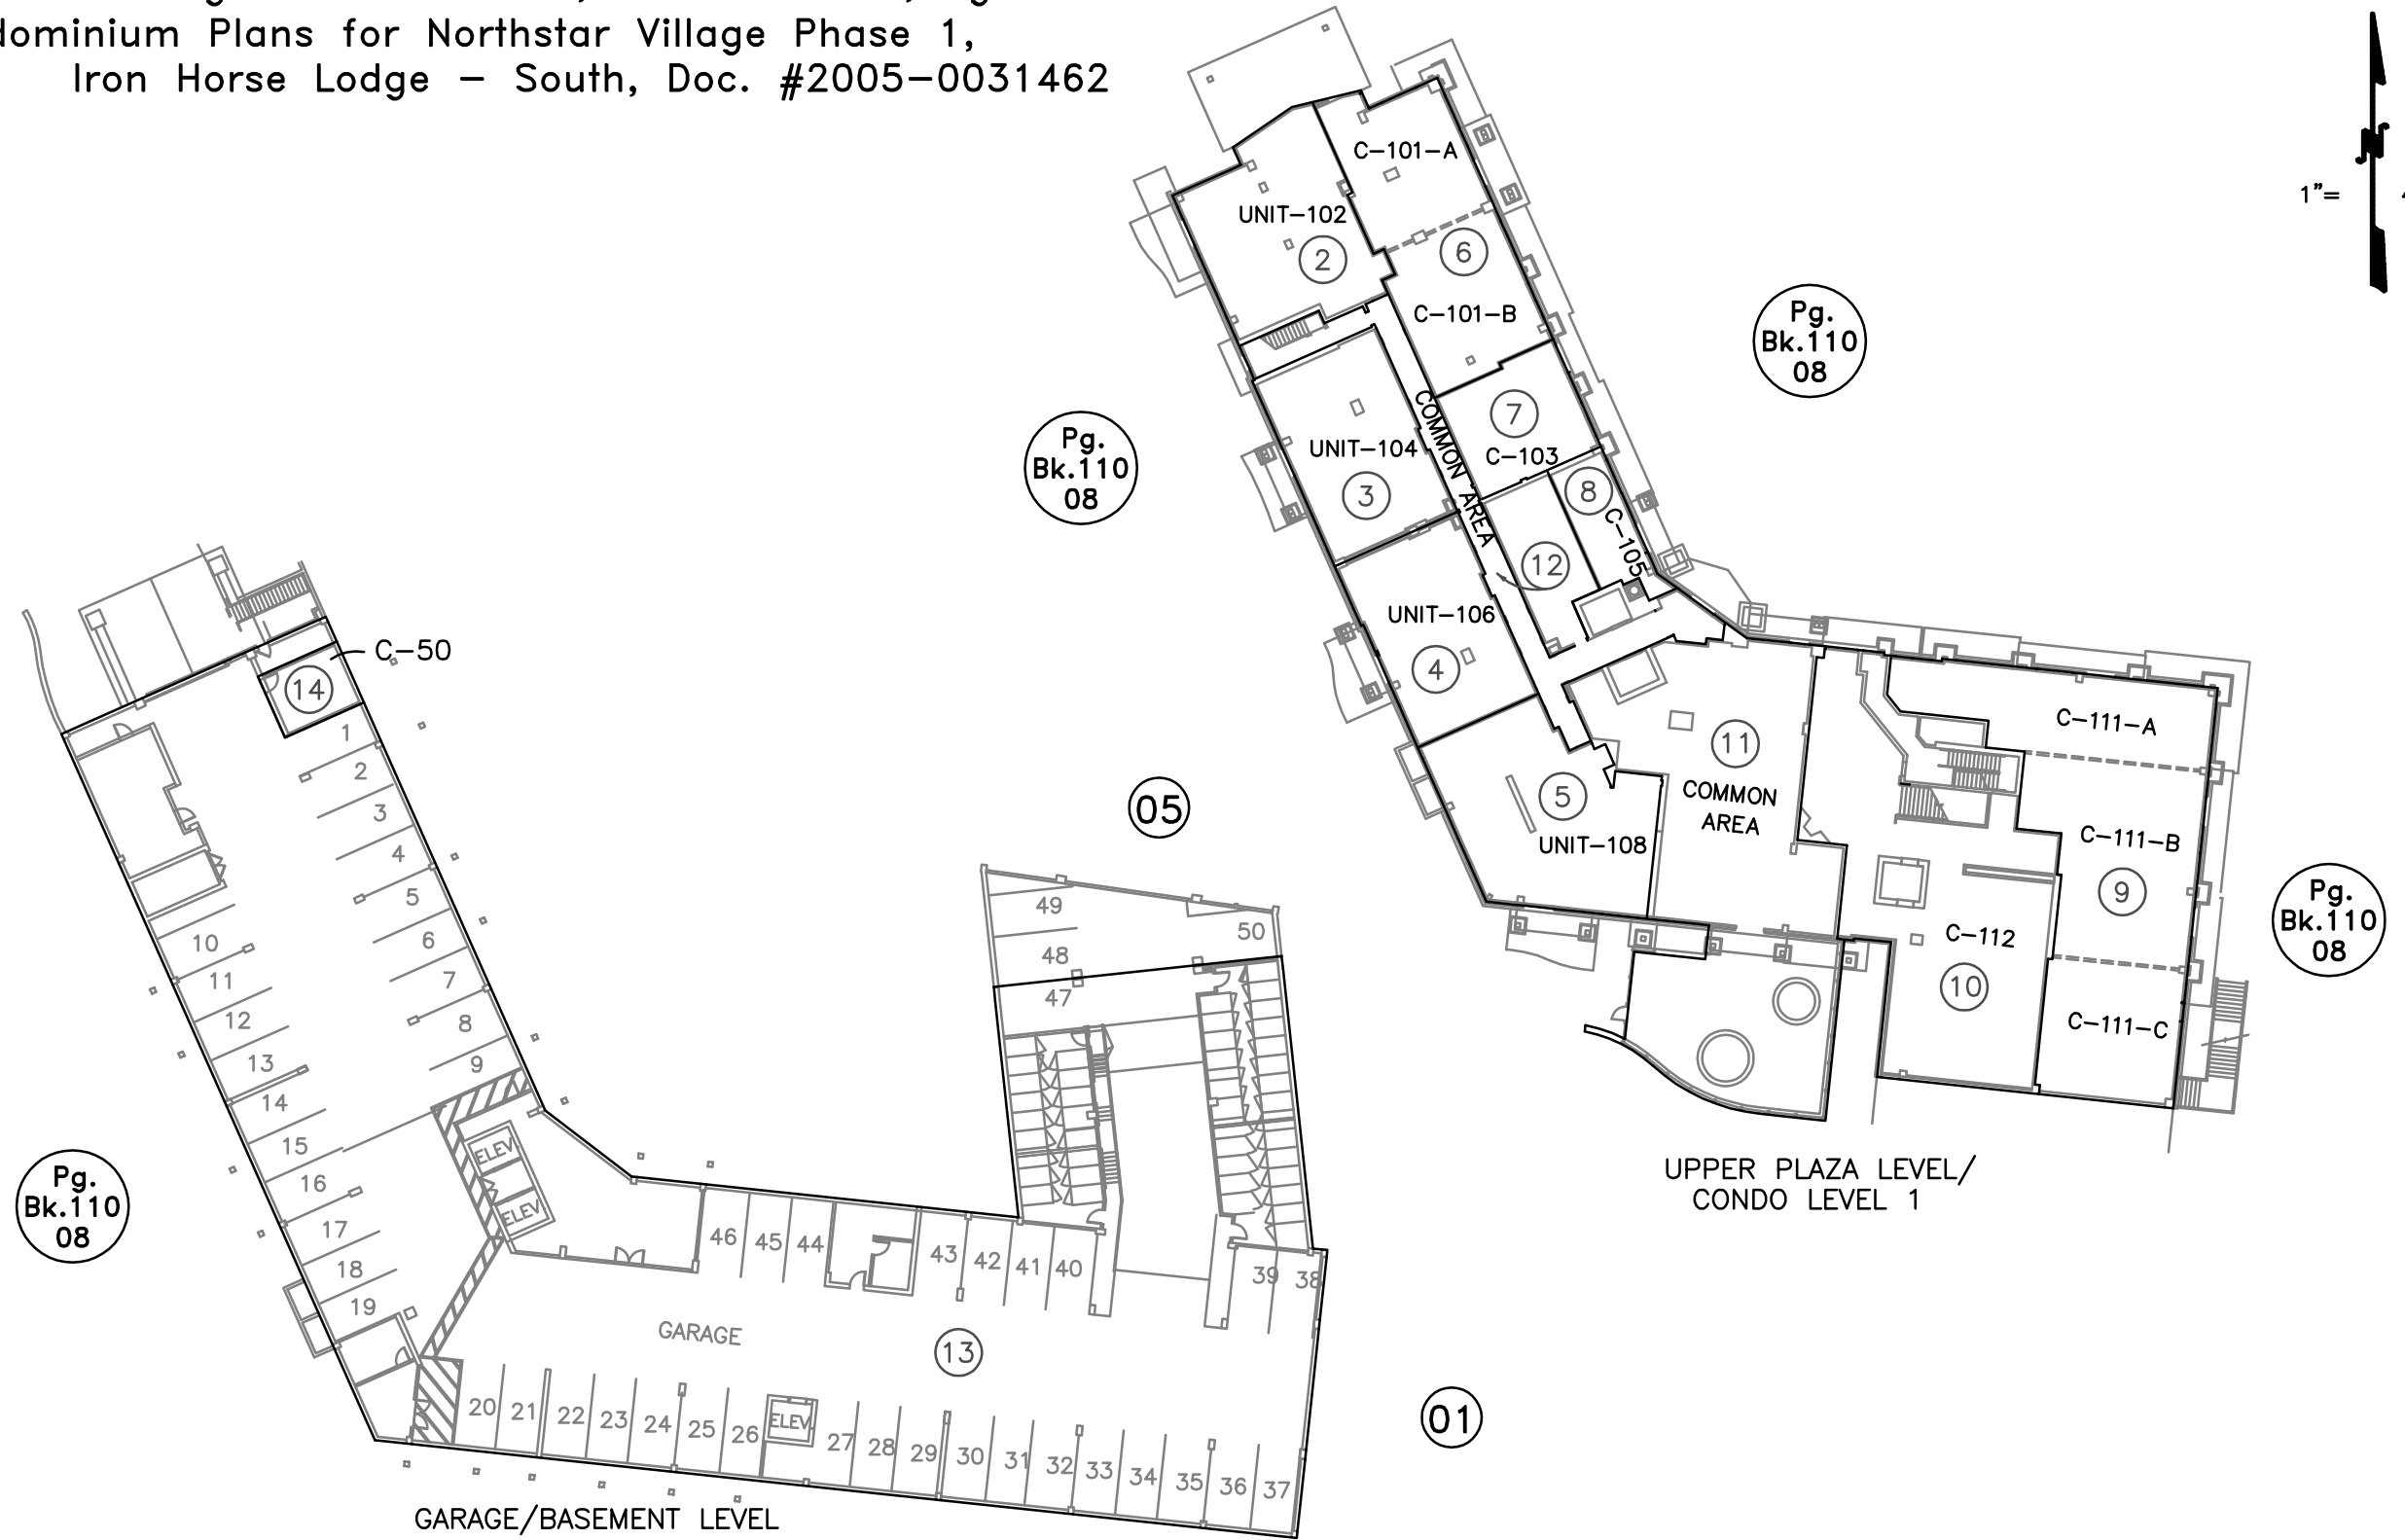 dominium Plans for Northstar Village Phase 1,
Iron Horse Lodge – South, Doc. #2005–0031462
1"=
N
C–101–A
UNIT–102
2
6
C–101–B
Pg.
Bk.110
08
Pg.
Bk.110
08
COMMON AREA
7
C–103
UNIT–104
3
8
C–105
12
UNIT–106
4
C–50
14
11
COMMON
AREA
C–111–A
5
UNIT–108
C–111–B
9
Pg.
Bk.110
08
C–112
10
C–111–C
UPPER PLAZA LEVEL/
CONDO LEVEL 1
05
1
2
3
4
5
6
7
8
9
10
11
12
13
14
15
16
17
18
19
Pg.
Bk.110
08
ELEV
ELEV
49
50
48
47
46
45
44
43
42
41
40
39
38
GARAGE
13
01
20
21
22
23
24
25
26
ELEV
27
28
29
30
31
32
33
34
35
36
37
GARAGE/BASEMENT LEVEL